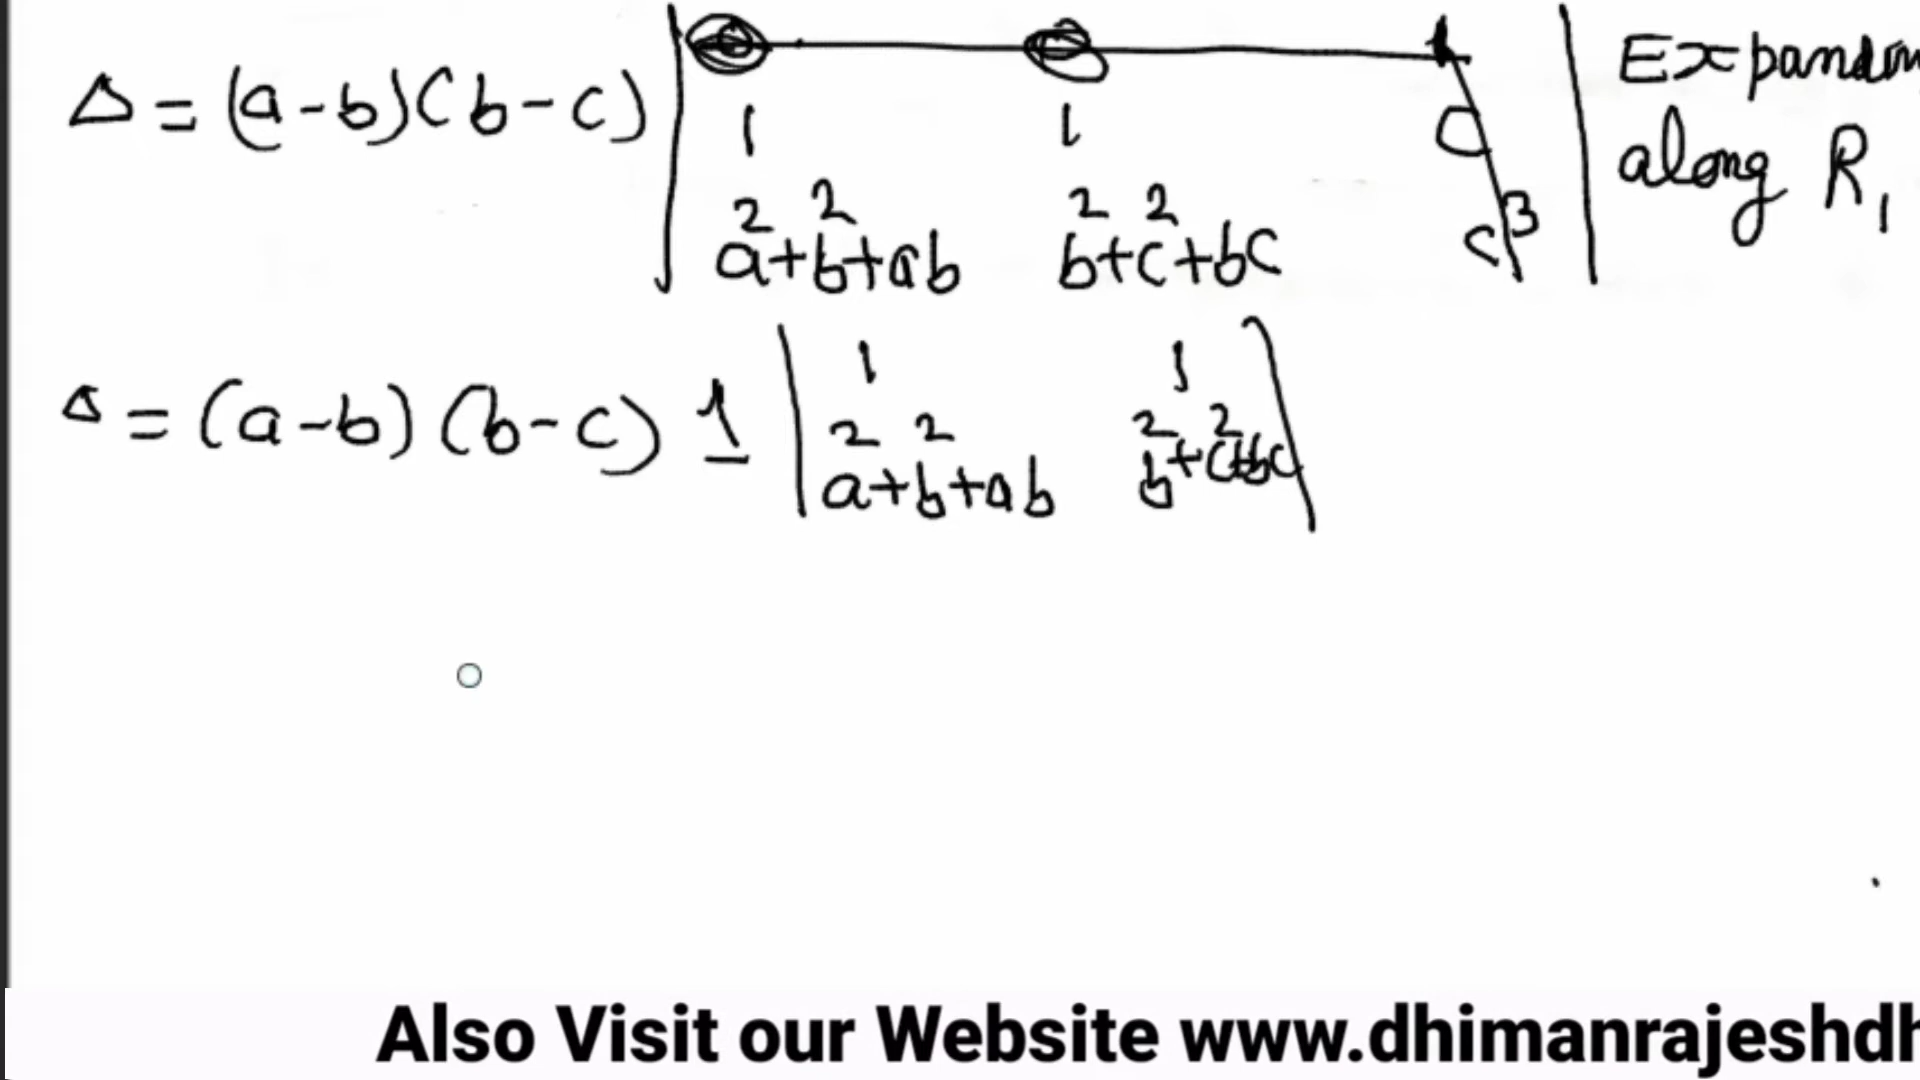 Δ = (a-b)(b-c) | Expandin
1 1 c along R₁
a²+b²+ab b²+c²+bc c³
Δ = (a-b)(b-c) 1 | 1 1 |
a²+b²+ab b²+c²+bc
Also Visit our Website www.dhimanrajeshdh